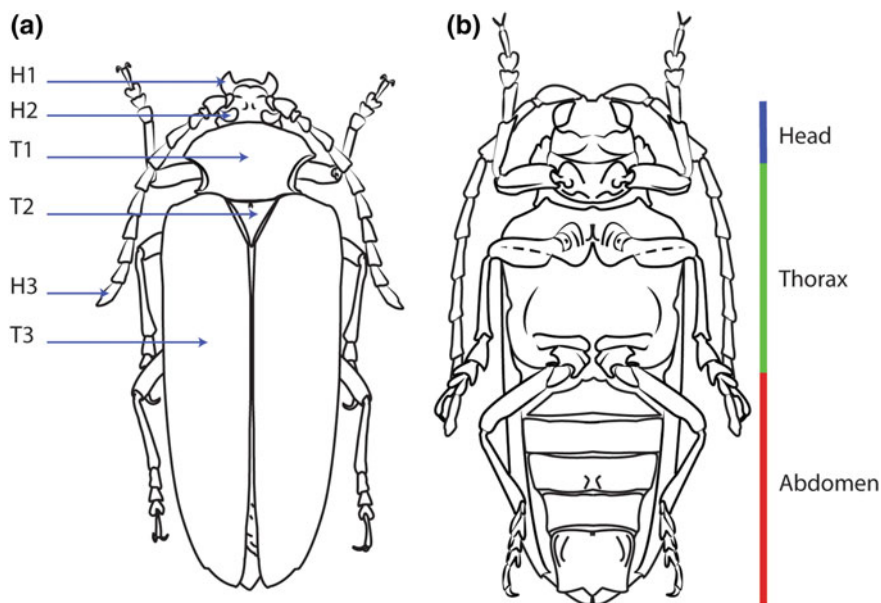 (a)
H1
H2
T1
T2
H3
T3
(b)
Head
Thorax
Abdomen